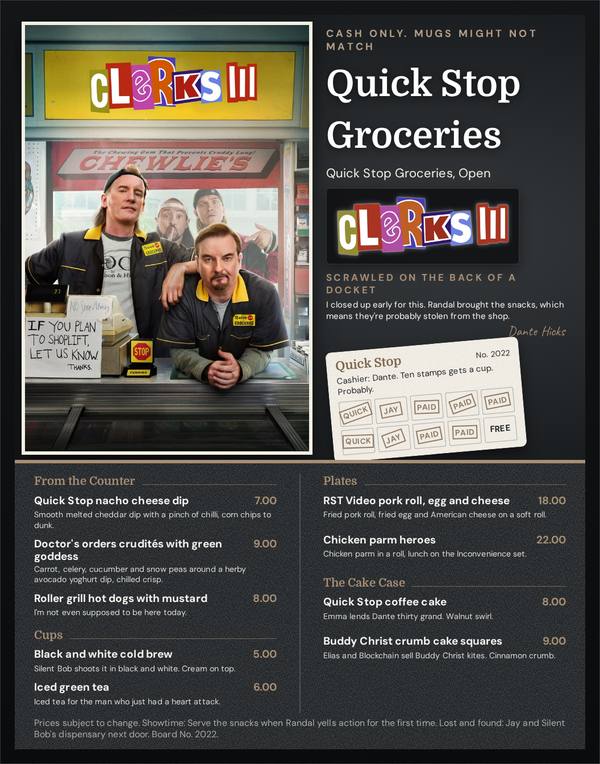 CLERKS III
The Chewing Gum That Prevents Cruddy Lung!
CHEWLIE'S
IF YOU PLAN
TO SHOPLIFT,
LET US KNOW
THANKS.
STOP
CASH ONLY. MUGS MIGHT NOT
MATCH
Quick Stop
Groceries
Quick Stop Groceries, Open
CLERKS III
SCRAWLED ON THE BACK OF A
DOCKET
I closed up early for this. Randal brought the snacks, which
means they're probably stolen from the shop.
Dante Hicks
Quick Stop
No. 2022
Cashier: Dante. Ten stamps gets a cup.
Probably.
QUICK JAY PAID PAID PAID
QUICK JAY PAID PAID FREE
From the Counter
Quick Stop nacho cheese dip 7.00
Smooth melted cheddar dip with a pinch of chilli, corn chips to
dunk.
Doctor's orders crudités with green 9.00
goddess
Carrot, celery, cucumber and snow peas around a herby
avocado yoghurt dip, chilled crisp.
Roller grill hot dogs with mustard 8.00
I'm not even supposed to be here today.
Cups
Black and white cold brew 5.00
Silent Bob shoots it in black and white. Cream on top.
Iced green tea 6.00
Iced tea for the man who just had a heart attack.
Plates
RST Video pork roll, egg and cheese 18.00
Fried pork roll, fried egg and American cheese on a soft roll.
Chicken parm heroes 22.00
Chicken parm in a roll, lunch on the Inconvenience set.
The Cake Case
Quick Stop coffee cake 8.00
Emma lends Dante thirty grand. Walnut swirl.
Buddy Christ crumb cake squares 9.00
Elias and Blockchain sell Buddy Christ kites. Cinnamon crumb.
Prices subject to change. Showtime: Serve the snacks when Randal yells action for the first time. Lost and found: Jay and Silent
Bob's dispensary next door. Board No. 2022.